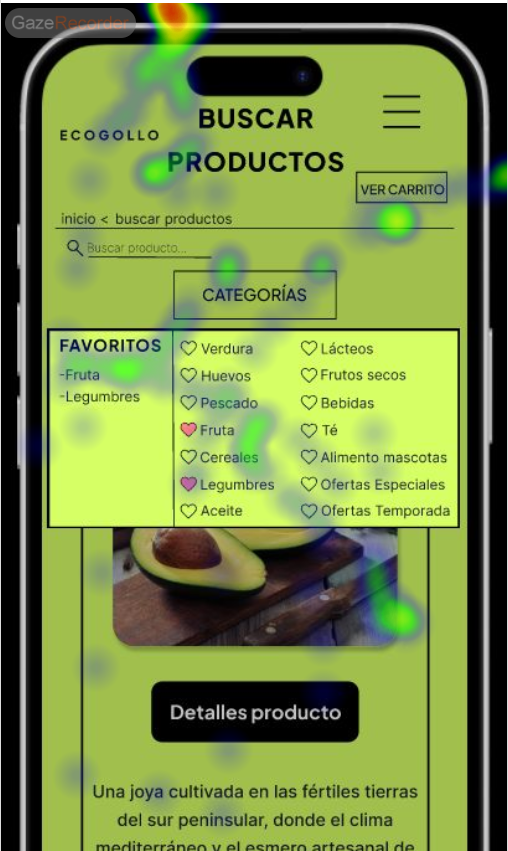 GazeRecorder
BUSCAR
ECOGOLLO
PRODUCTOS
VER CARRITO
inicio < buscar productos
Buscar producto...
CATEGORÍAS
FAVORITOS
-Fruta
-Legumbres
Verdura
Huevos
Pescado
Fruta
Cereales
Legumbres
Aceite
Lácteos
Frutos secos
Bebidas
Té
Alimento mascotas
Ofertas Especiales
Ofertas Temporada
Detalles producto
Una joya cultivada en las fértiles tierras
del sur peninsular, donde el clima
mediterráneo y el esmero artesanal de